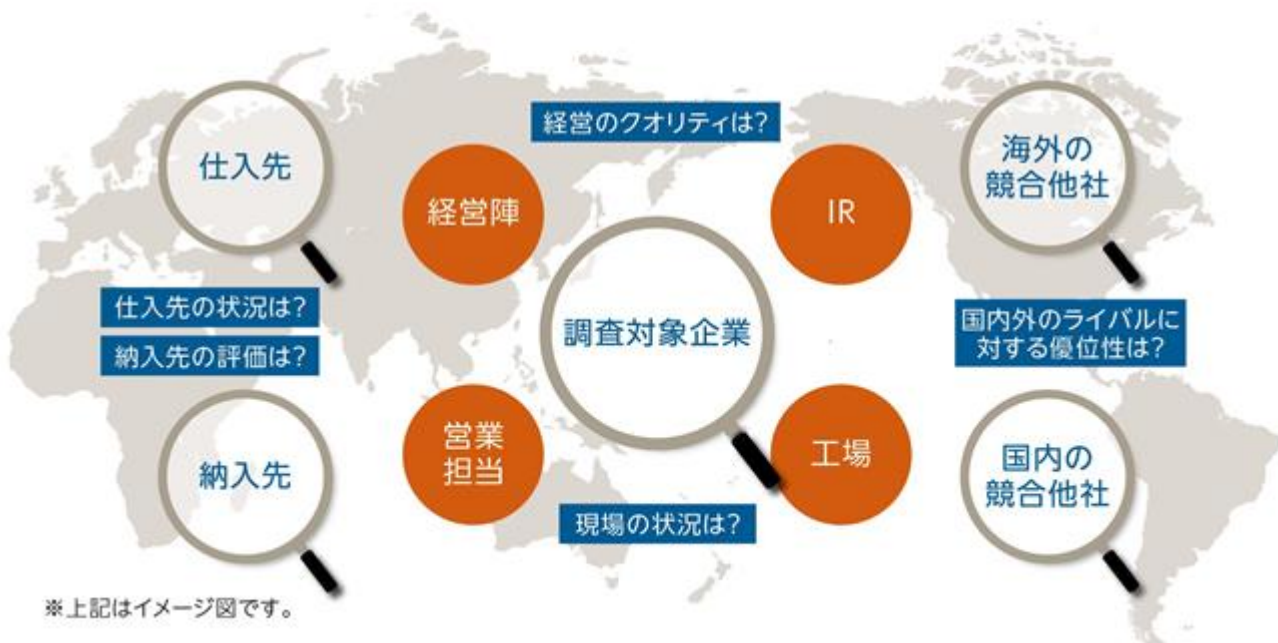 仕入先
仕入先の状況は?
納入先の評価は?
納入先
経営のクオリティは?
経営陣
IR
調査対象企業
営業
担当
工場
現場の状況は?
海外の
競合他社
国内外のライバルに
対する優位性は?
国内の
競合他社
※上記はイメージ図です。